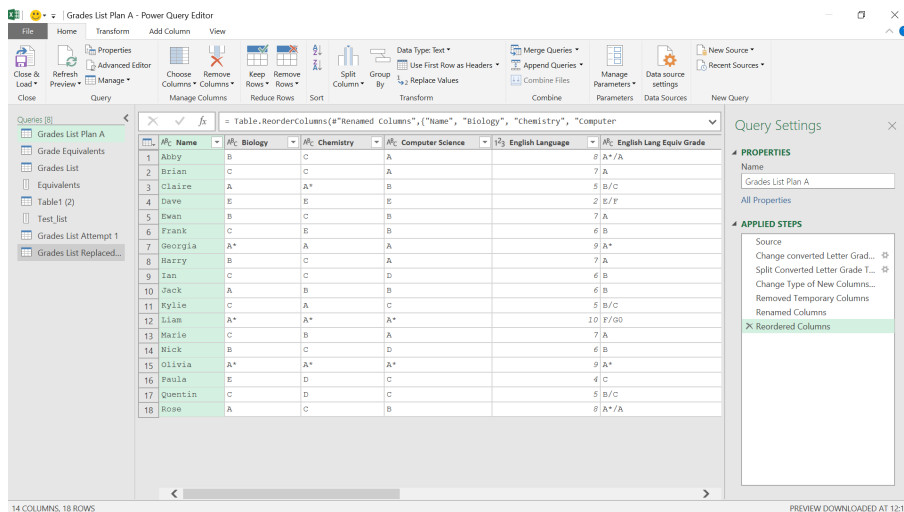 Grades List Plan A - Power Query Editor
File Home Transform Add Column View
Close & Load
Refresh Preview
Properties
Advanced Editor
Manage
Choose Columns
Remove Columns
Keep Rows
Remove Rows
Split Column
Group By
Data Type: Text
Use First Row as Headers
Replace Values
Merge Queries
Append Queries
Combine Files
Manage Parameters
Data source settings
New Source
Recent Sources
Close Query Manage Columns Reduce Rows Sort Transform Combine Parameters Data Sources New Query
Queries [8]
Grades List Plan A
Grade Equivalents
Grades List
Equivalents
Table1 (2)
Test_list
Grades List Attempt 1
Grades List Replaced...
fx = Table.ReorderColumns(#"Renamed Columns",{"Name", "Biology", "Chemistry", "Computer
Name Biology Chemistry Computer Science English Language English Lang Equiv Grade
1 Abby B C A 8 A*/A
2 Brian C C A 7 A
3 Claire A A* B 5 B/C
4 Dave E E E 2 E/F
5 Ewan B C B 7 A
6 Frank C E B 6 B
7 Georgia A* A A 9 A*
8 Harry B C A 7 A
9 Ian C C D 6 B
10 Jack A B B 6 B
11 Kylie C A C 5 B/C
12 Liam A* A* A* 10 F/G0
13 Marie C B A 7 A
14 Nick B C D 6 B
15 Olivia A* A* A* 9 A*
16 Paula E D C 4 C
17 Quentin C D C 5 B/C
18 Rose A C B 8 A*/A
Query Settings
PROPERTIES
Name
Grades List Plan A
All Properties
APPLIED STEPS
Source
Change converted Letter Grad...
Split Converted Letter Grade T...
Change Type of New Columns...
Removed Temporary Columns
Renamed Columns
Reordered Columns
14 COLUMNS, 18 ROWS
PREVIEW DOWNLOADED AT 12:1